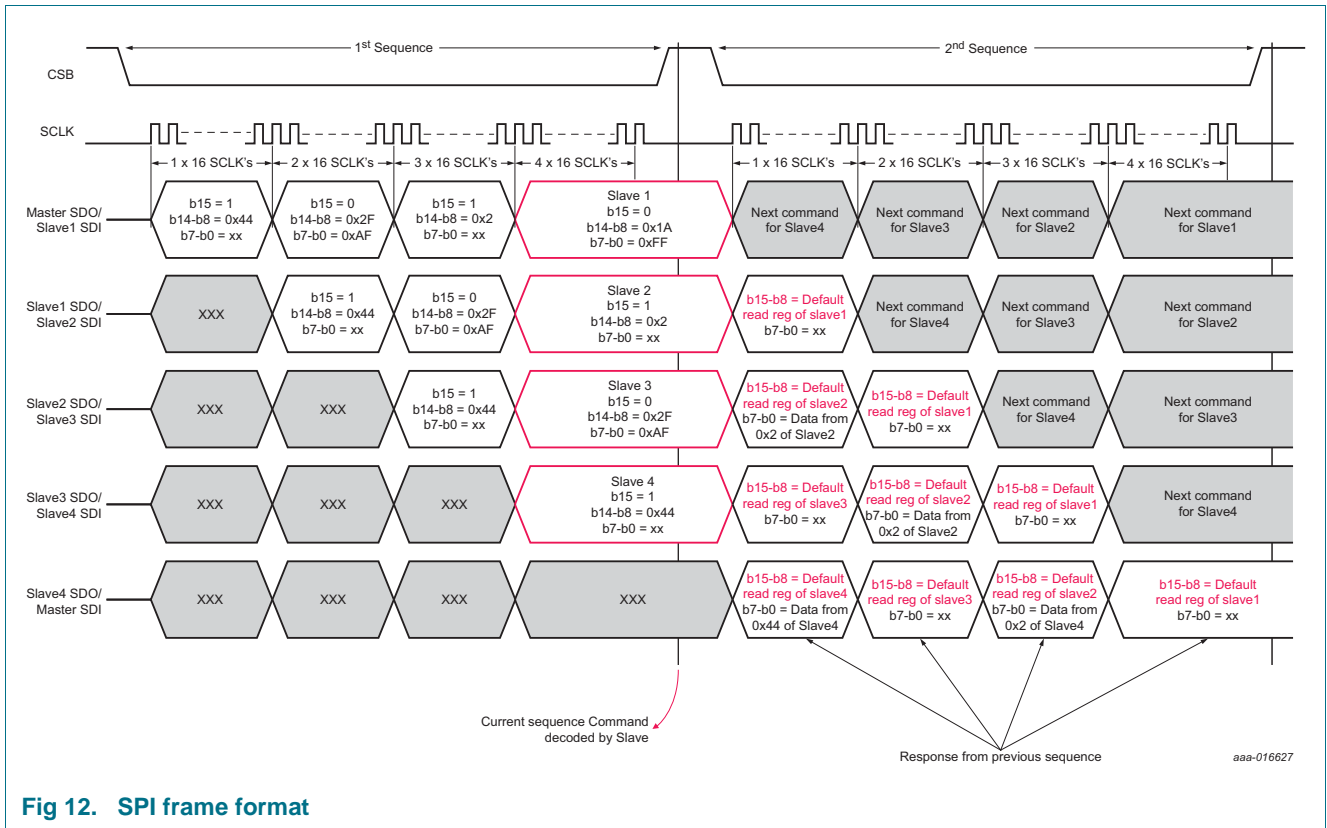 1st Sequence
2nd Sequence
CSB
SCLK
1 x 16 SCLK's
2 x 16 SCLK's
3 x 16 SCLK's
4 x 16 SCLK's
1 x 16 SCLK's
2 x 16 SCLK's
3 x 16 SCLK's
4 x 16 SCLK's
Master SDO/
Slave1 SDI
b15 = 1
b14-b8 = 0x44
b7-b0 = xx
b15 = 0
b14-b8 = 0x2F
b7-b0 = 0xAF
b15 = 1
b14-b8 = 0x2
b7-b0 = xx
Slave 1
b15 = 0
b14-b8 = 0x1A
b7-b0 = 0xFF
Next command
for Slave4
Next command
for Slave3
Next command
for Slave2
Next command
for Slave1
Slave1 SDO/
Slave2 SDI
XXX
b15 = 1
b14-b8 = 0x44
b7-b0 = xx
b15 = 0
b14-b8 = 0x2F
b7-b0 = 0xAF
Slave 2
b15 = 1
b14-b8 = 0x2
b7-b0 = xx
b15-b8 = Default
read reg of slave1
b7-b0 = xx
Next command
for Slave4
Next command
for Slave3
Next command
for Slave2
Slave2 SDO/
Slave3 SDI
XXX
XXX
b15 = 1
b14-b8 = 0x44
b7-b0 = xx
Slave 3
b15 = 0
b14-b8 = 0x2F
b7-b0 = 0xAF
b15-b8 = Default
read reg of slave2
b7-b0 = Data from
0x2 of Slave2
b15-b8 = Default
read reg of slave1
b7-b0 = xx
Next command
for Slave4
Next command
for Slave3
Slave3 SDO/
Slave4 SDI
XXX
XXX
XXX
Slave 4
b15 = 1
b14-b8 = 0x44
b7-b0 = xx
b15-b8 = Default
read reg of slave3
b7-b0 = xx
b15-b8 = Default
read reg of slave2
b7-b0 = Data from
0x2 of Slave2
b15-b8 = Default
read reg of slave1
b7-b0 = xx
Next command
for Slave4
Slave4 SDO/
Master SDI
XXX
XXX
XXX
XXX
b15-b8 = Default
read reg of slave4
b7-b0 = Data from
0x44 of Slave4
b15-b8 = Default
read reg of slave3
b7-b0 = xx
b15-b8 = Default
read reg of slave2
b7-b0 = Data from
0x2 of Slave4
b15-b8 = Default
read reg of slave1
b7-b0 = xx
Current sequence Command
decoded by Slave
Response from previous sequence
aaa-016627
Fig 12. SPI frame format